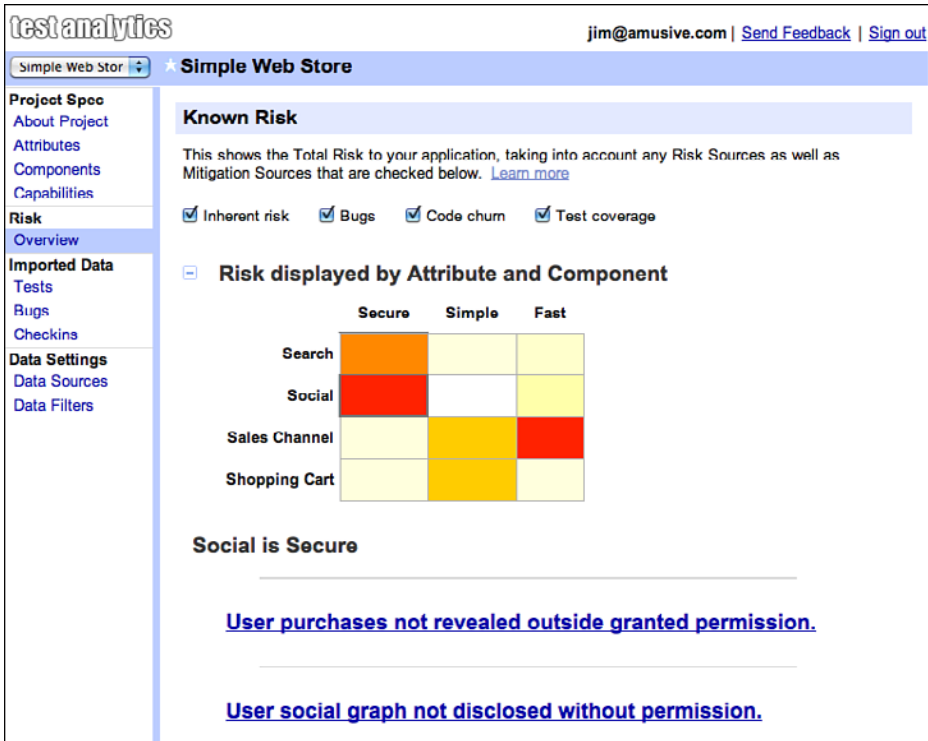 test analytics
jim@amusive.com | Send Feedback | Sign out
Simple Web Stor
Simple Web Store
Project Spec
About Project
Attributes
Components
Capabilities
Risk
Overview
Imported Data
Tests
Bugs
Checkins
Data Settings
Data Sources
Data Filters
Known Risk
This shows the Total Risk to your application, taking into account any Risk Sources as well as
Mitigation Sources that are checked below. Learn more
Inherent risk Bugs Code churn Test coverage
Risk displayed by Attribute and Component
Secure Simple Fast
Search
Social
Sales Channel
Shopping Cart
Social is Secure
User purchases not revealed outside granted permission.
User social graph not disclosed without permission.